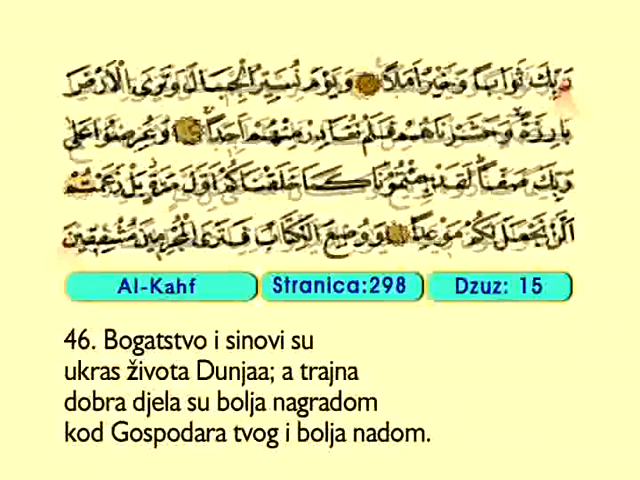 رَبِّكَ ثَوَابًا وَخَيْرٌ أَمَلًا وَيَوْمَ نُسَيِّرُ الْجِبَالَ وَتَرَى الْأَرْضَ
بَارِزَةً وَحَشَرْنَاهُمْ فَلَمْ نُغَادِرْ مِنْهُمْ أَحَدًا وَعُرِضُوا عَلَى
رَبِّكَ صَفًّا لَقَدْ جِئْتُمُونَا كَمَا خَلَقْنَاكُمْ أَوَّلَ مَرَّةٍ بَلْ زَعَمْتُمْ
أَلَّنْ نَجْعَلَ لَكُمْ مَوْعِدًا وَوُضِعَ الْكِتَابُ فَتَرَى الْمُجْرِمِينَ مُشْفِقِينَ
Al-Kahf Stranica:298 Dzuz: 15
46. Bogatstvo i sinovi su
ukras života Dunjaa; a trajna
dobra djela su bolja nagradom
kod Gospodara tvog i bolja nadom.